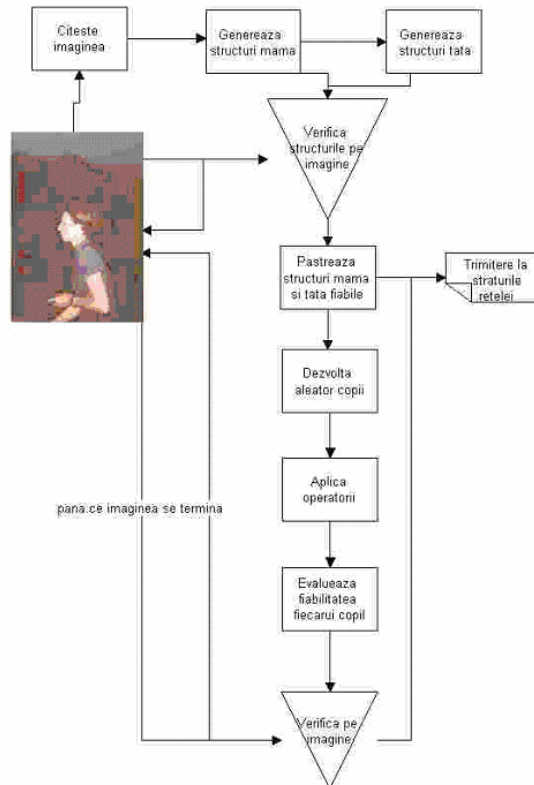 Citeste
imaginea
Genereaza
structuri mama
Genereaza
structuri tata
Verifica
structurile pe
imagine
Pastreaza
structuri mama
si tata fiabile
Trimitere la
straturile
retelei
Dezvolta
aleator copii
Aplica
operatorii
pana ce imaginea se termina
Evalueaza
fiabilitatea
fiecarui copil
Verifica pe
imagine